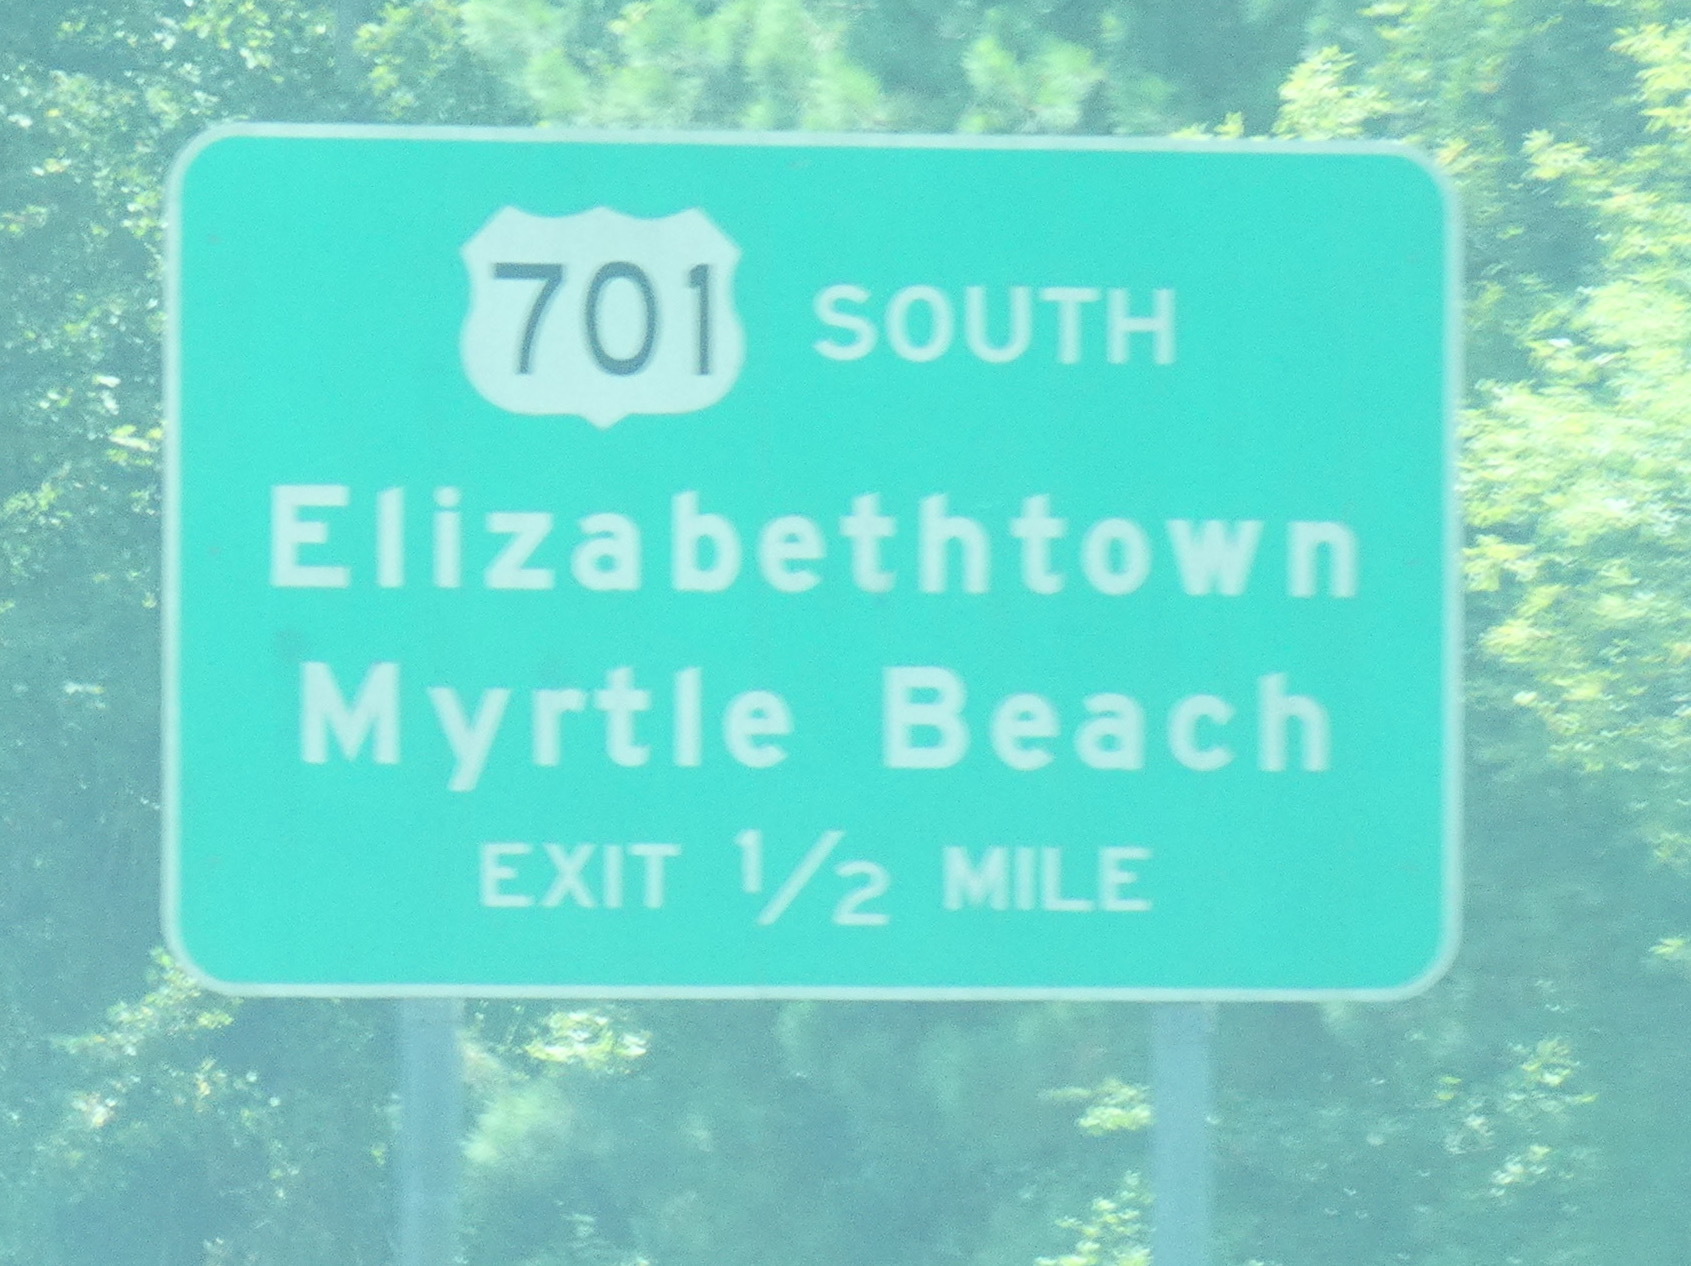 701 SOUTH
Elizabethtown
Myrtle Beach
EXIT 1/2 MILE